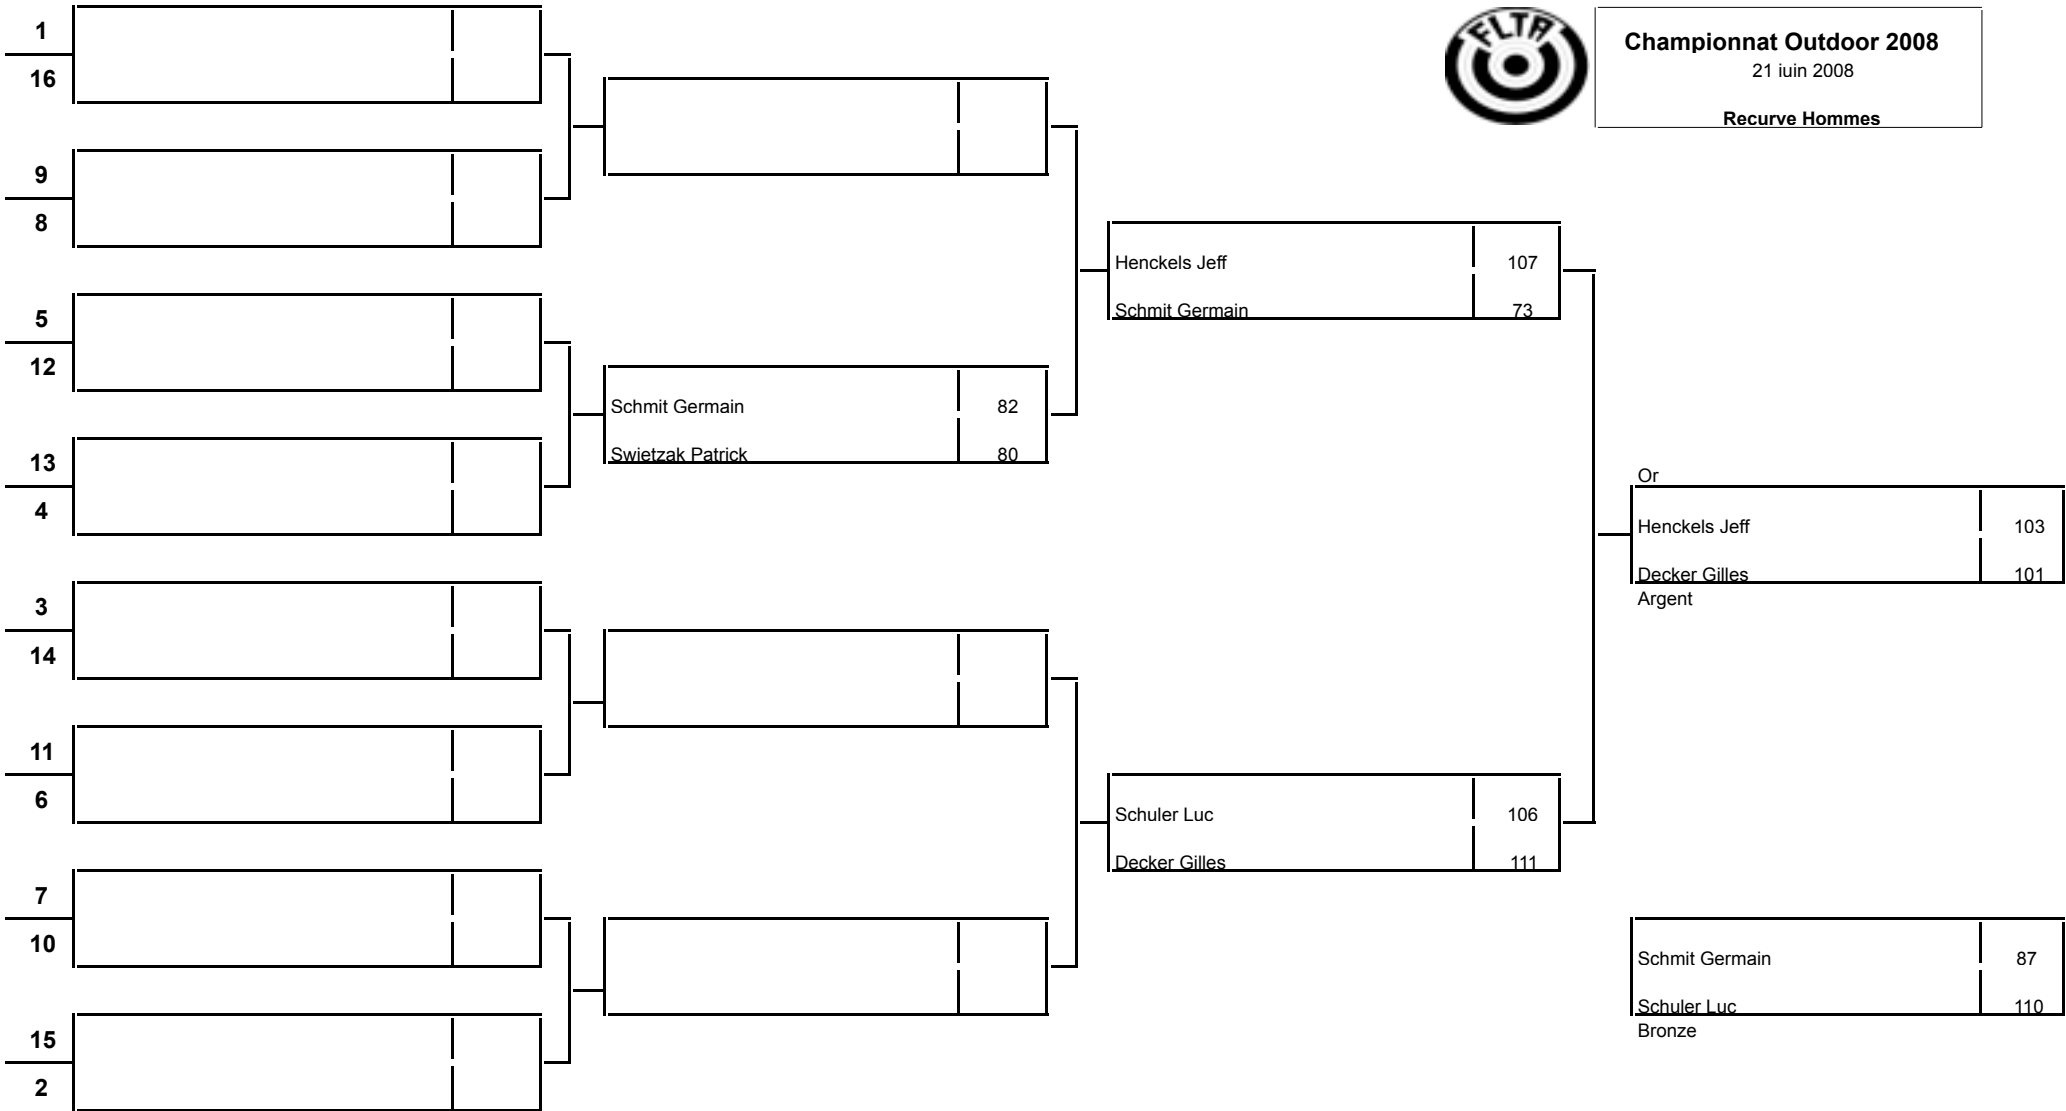 FLTA
Championnat Outdoor 2008
21 juin 2008
Recurve Hommes
1
16
9
8
5
12
13
4
3
14
11
6
7
10
15
2
Schmit Germain 82
Swietzak Patrick 80
Henckels Jeff 107
Schmit Germain 73
Schuler Luc 106
Decker Gilles 111
Or
Henckels Jeff 103
Decker Gilles 101
Argent
Schmit Germain 87
Schuler Luc 110
Bronze